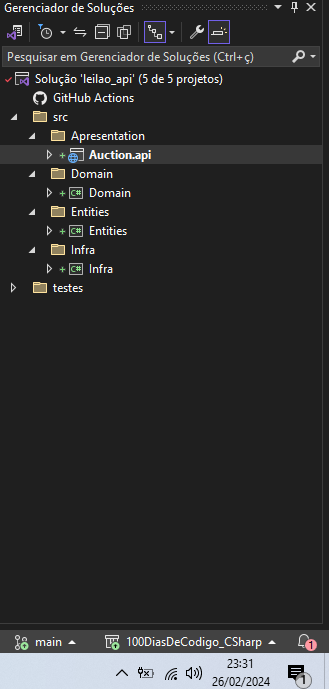 Gerenciador de Soluções
Pesquisar em Gerenciador de Soluções (Ctrl+ç)
Solução 'leilao_api' (5 de 5 projetos)
GitHub Actions
src
Apresentation
Auction.api
Domain
C# Domain
Entities
C# Entities
Infra
C# Infra
testes
main 100DiasDeCodigo_CSharp 1
23:31
26/02/2024 1